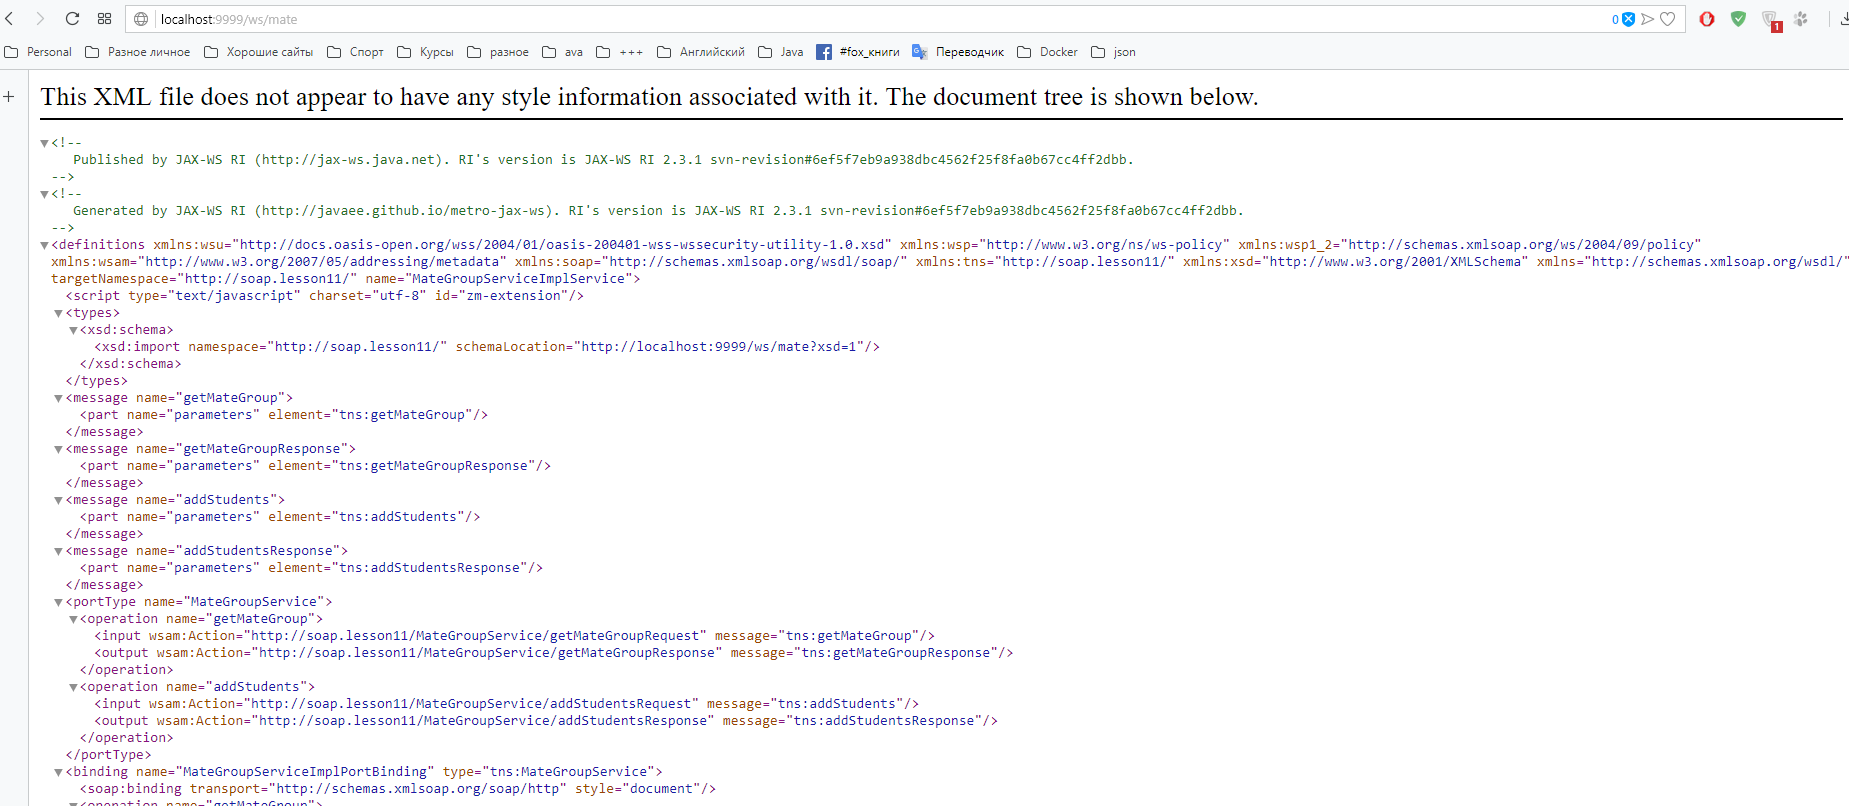 localhost:9999/ws/mate
0
1
Personal Разное личное Хорошие сайты Спорт Курсы разное ava +++ Английский Java #fox_книги Переводчик Docker json
This XML file does not appear to have any style information associated with it. The document tree is shown below.
<!--
Published by JAX-WS RI (http://jax-ws.java.net). RI's version is JAX-WS RI 2.3.1 svn-revision#6ef5f7eb9a938dbc4562f25f8fa0b67cc4ff2dbb.
-->
<!--
Generated by JAX-WS RI (http://javaee.github.io/metro-jax-ws). RI's version is JAX-WS RI 2.3.1 svn-revision#6ef5f7eb9a938dbc4562f25f8fa0b67cc4ff2dbb.
-->
<definitions xmlns:wsu="http://docs.oasis-open.org/wss/2004/01/oasis-200401-wss-wssecurity-utility-1.0.xsd" xmlns:wsp="http://www.w3.org/ns/ws-policy" xmlns:wsp1_2="http://schemas.xmlsoap.org/ws/2004/09/policy"
xmlns:wsam="http://www.w3.org/2007/05/addressing/metadata" xmlns:soap="http://schemas.xmlsoap.org/wsdl/soap/" xmlns:tns="http://soap.lesson11/" xmlns:xsd="http://www.w3.org/2001/XMLSchema" xmlns="http://schemas.xmlsoap.org/wsdl/"
targetNamespace="http://soap.lesson11/" name="MateGroupServiceImplService">
<script type="text/javascript" charset="utf-8" id="zm-extension"/>
<types>
<xsd:schema>
<xsd:import namespace="http://soap.lesson11/" schemaLocation="http://localhost:9999/ws/mate?xsd=1"/>
</xsd:schema>
</types>
<message name="getMateGroup">
<part name="parameters" element="tns:getMateGroup"/>
</message>
<message name="getMateGroupResponse">
<part name="parameters" element="tns:getMateGroupResponse"/>
</message>
<message name="addStudents">
<part name="parameters" element="tns:addStudents"/>
</message>
<message name="addStudentsResponse">
<part name="parameters" element="tns:addStudentsResponse"/>
</message>
<portType name="MateGroupService">
<operation name="getMateGroup">
<input wsam:Action="http://soap.lesson11/MateGroupService/getMateGroupRequest" message="tns:getMateGroup"/>
<output wsam:Action="http://soap.lesson11/MateGroupService/getMateGroupResponse" message="tns:getMateGroupResponse"/>
</operation>
<operation name="addStudents">
<input wsam:Action="http://soap.lesson11/MateGroupService/addStudentsRequest" message="tns:addStudents"/>
<output wsam:Action="http://soap.lesson11/MateGroupService/addStudentsResponse" message="tns:addStudentsResponse"/>
</operation>
</portType>
<binding name="MateGroupServiceImplPortBinding" type="tns:MateGroupService">
<soap:binding transport="http://schemas.xmlsoap.org/soap/http" style="document"/>
<operation name="getMateGroup">